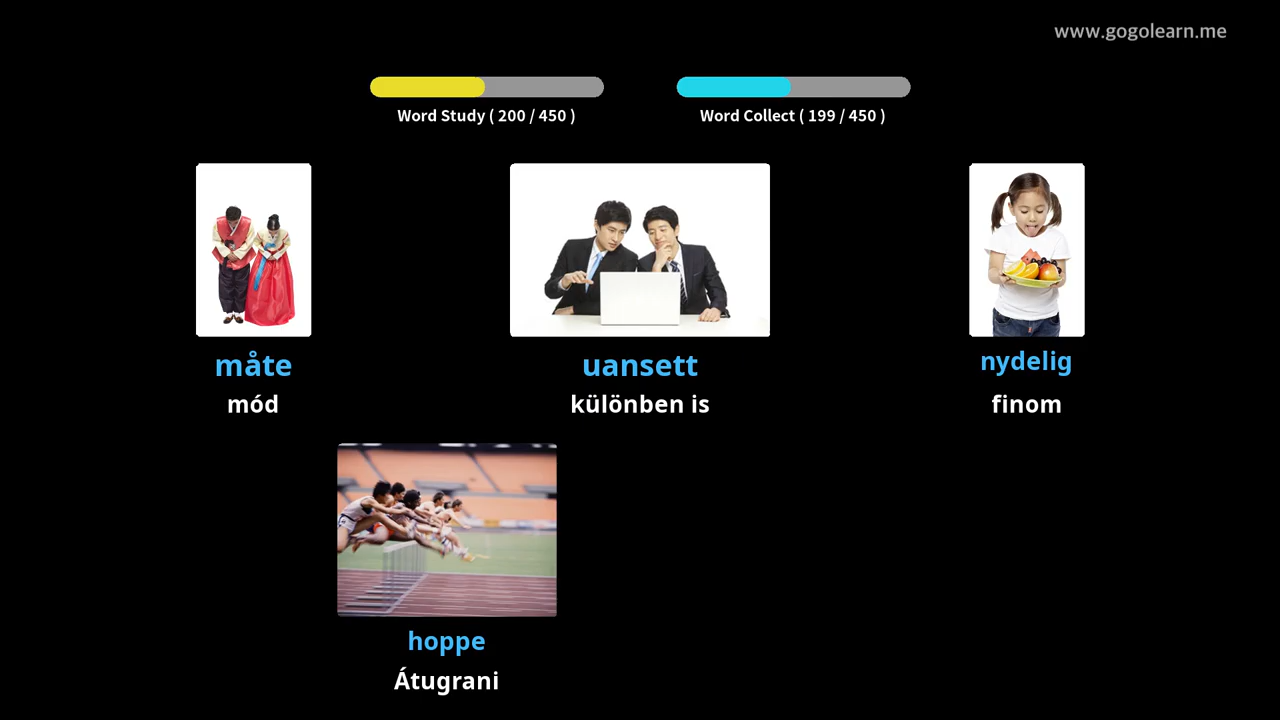 www.gogolearn.me
Word Study ( 200 / 450 )
Word Collect ( 199 / 450 )
måte
mód
uansett
különben is
nydelig
finom
hoppe
Átugrani